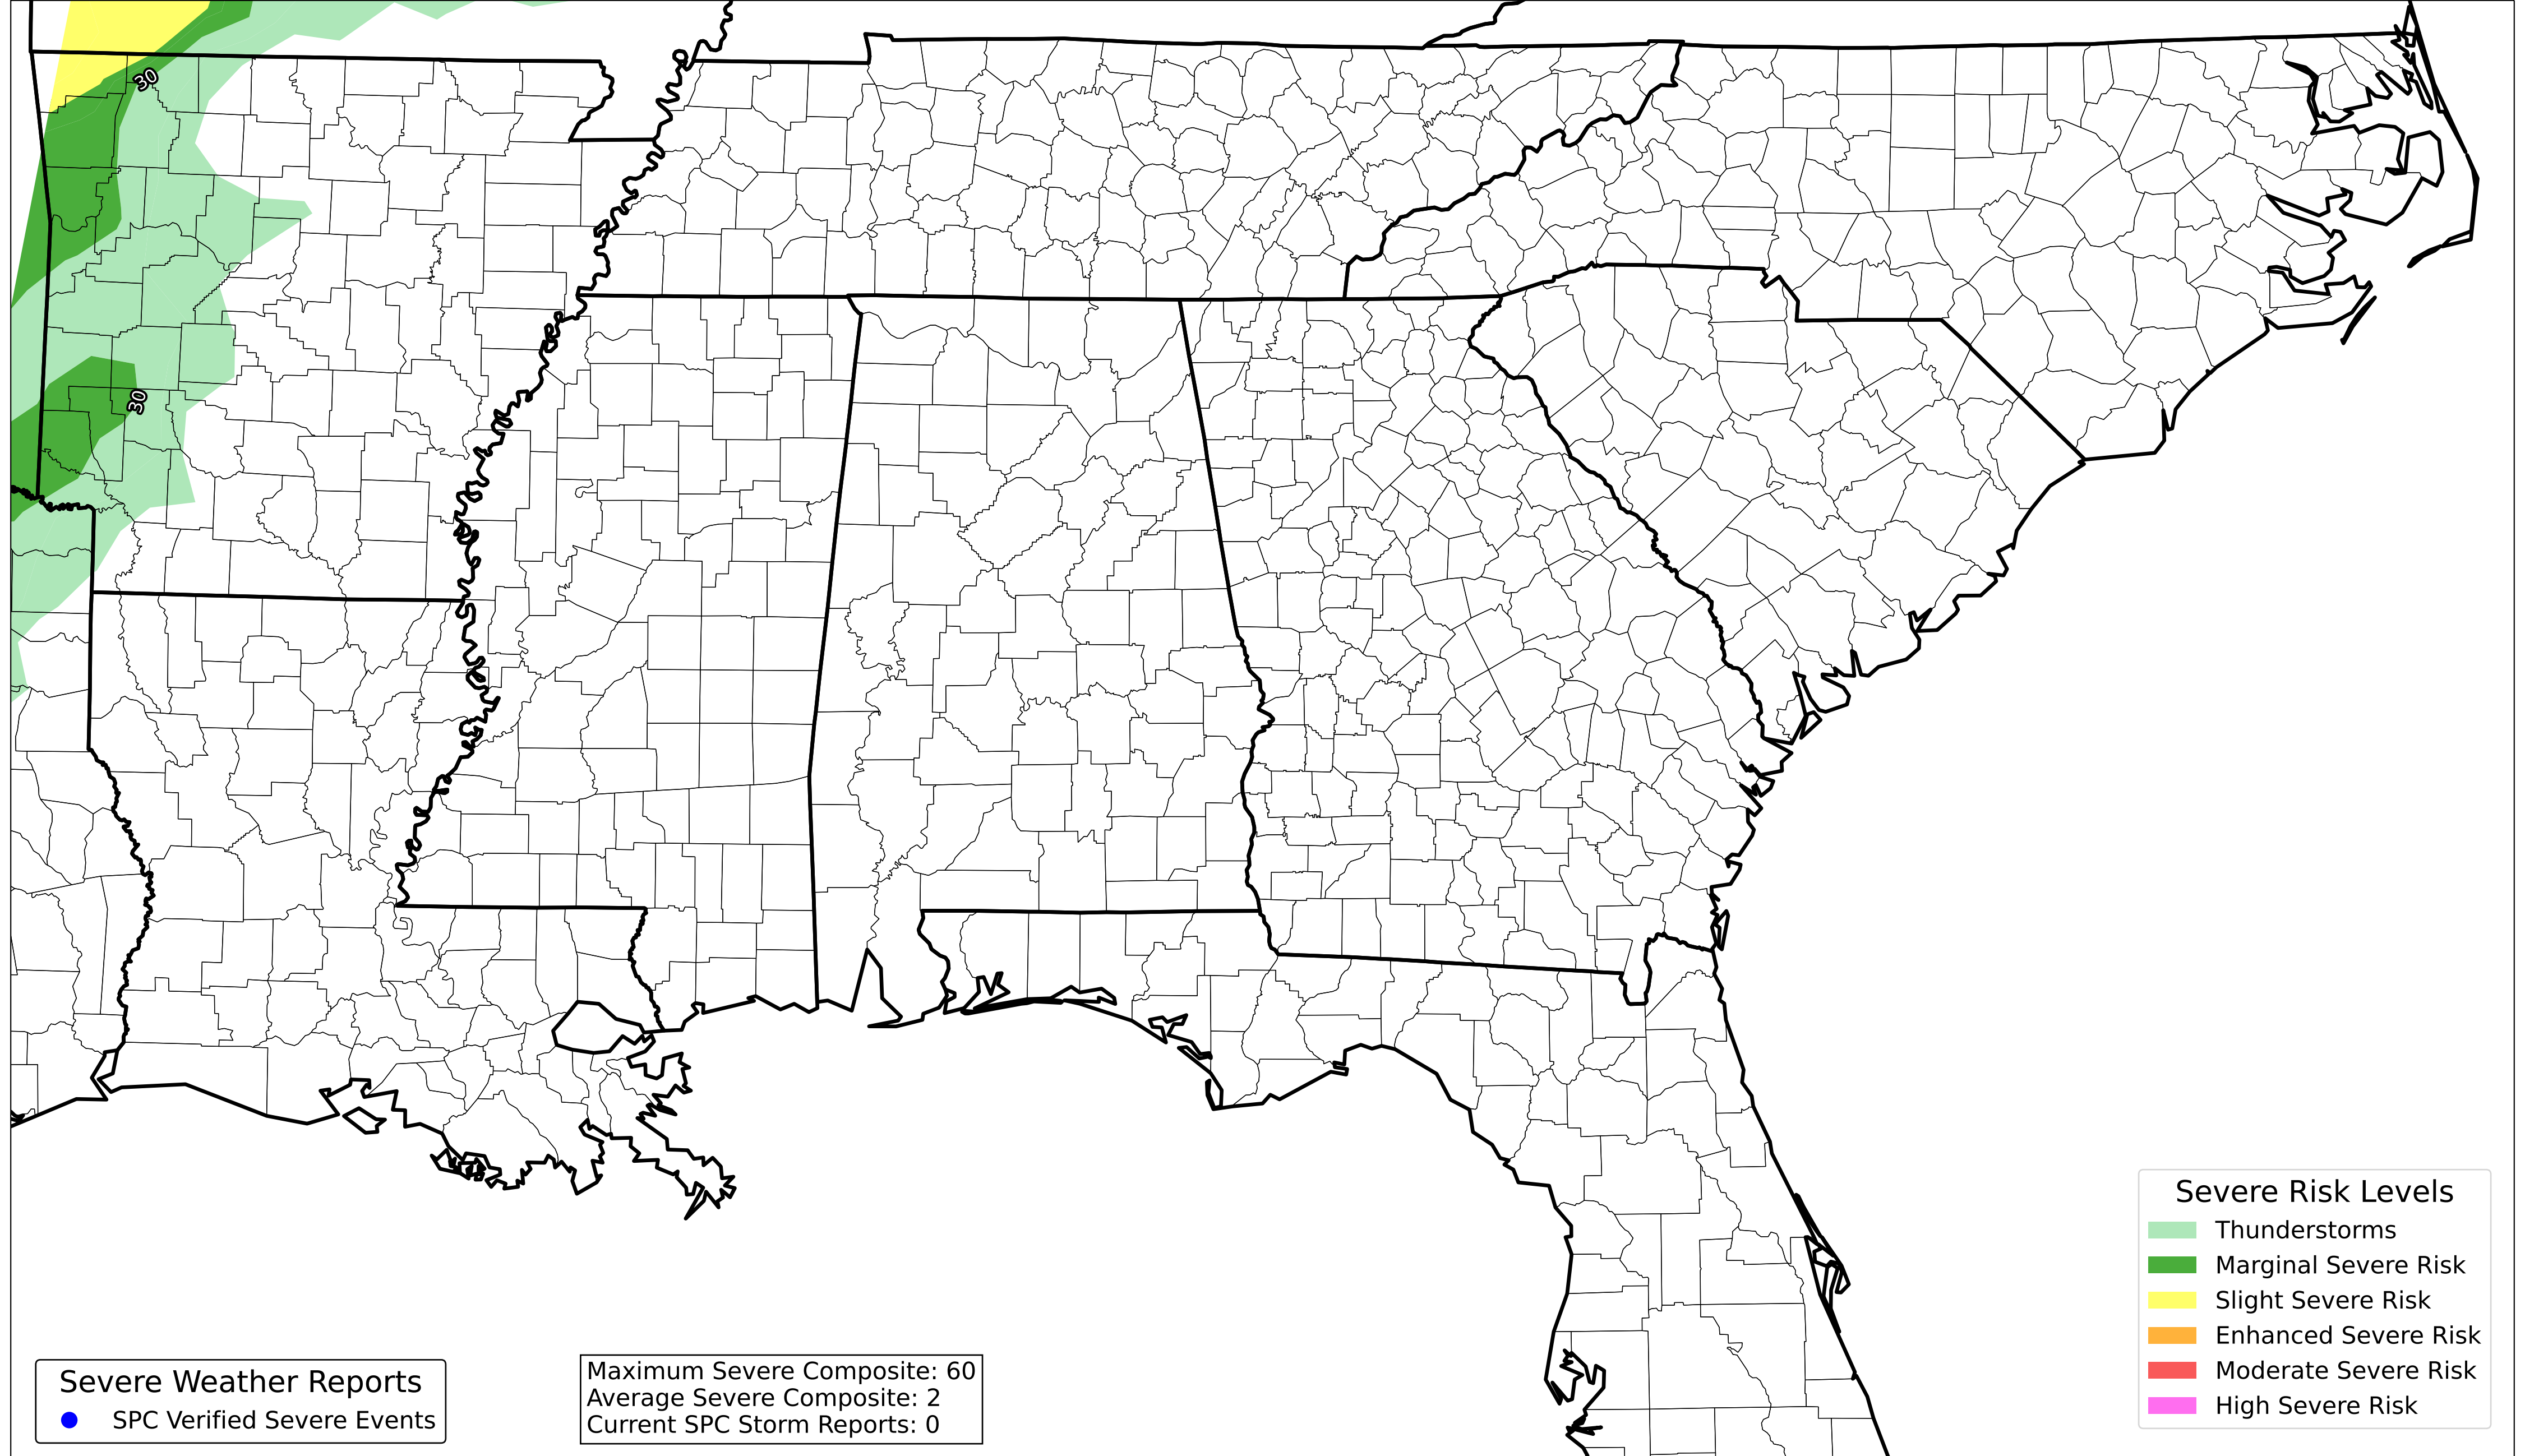 30
30
Severe Weather Reports
SPC Verified Severe Events
Maximum Severe Composite: 60
Average Severe Composite: 2
Current SPC Storm Reports: 0
Severe Risk Levels
Thunderstorms
Marginal Severe Risk
Slight Severe Risk
Enhanced Severe Risk
Moderate Severe Risk
High Severe Risk